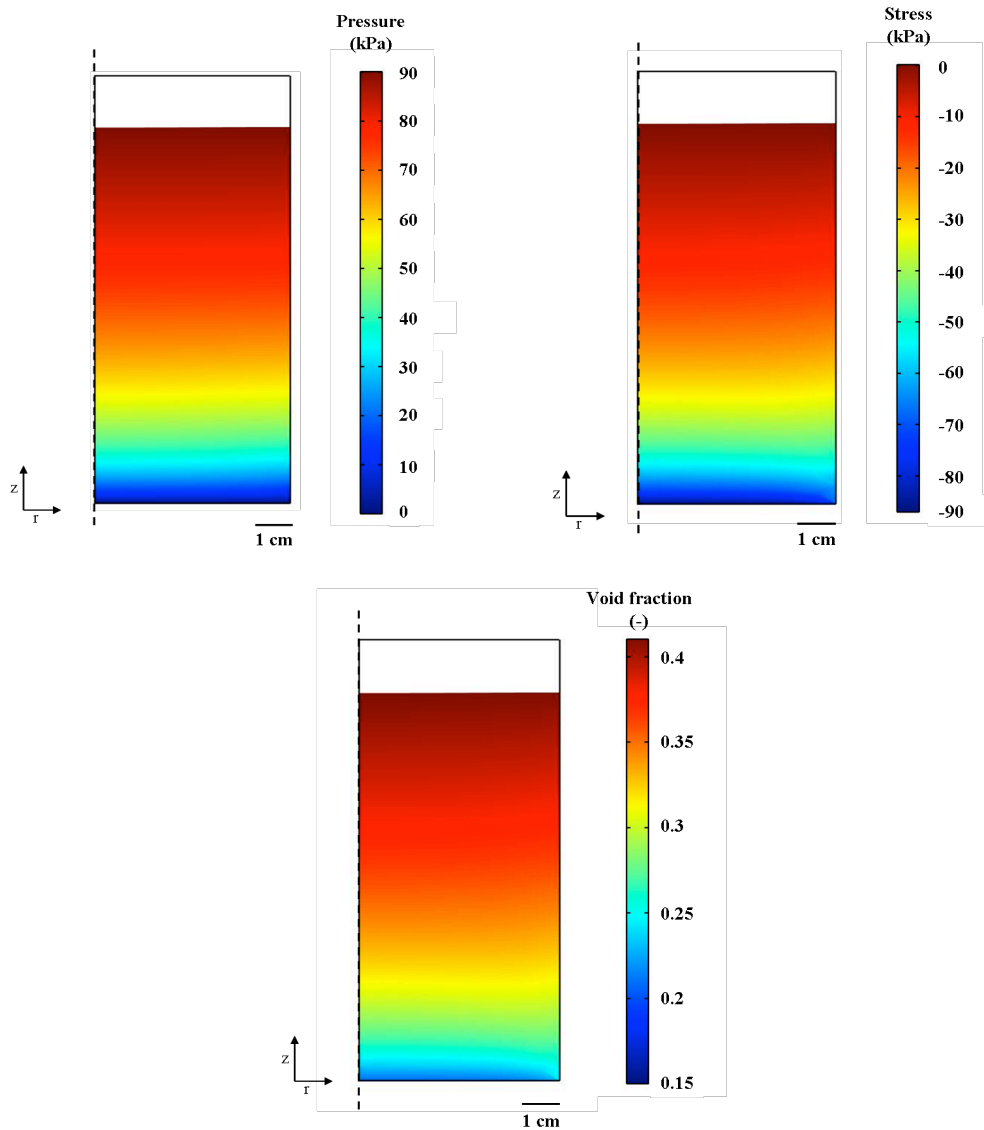 Pressure
(kPa)
90
80
70
60
50
40
30
20
10
0
z
r
1 cm
Stress
(kPa)
0
-10
-20
-30
-40
-50
-60
-70
-80
-90
z
r
1 cm
Void fraction
(-)
0.4
0.35
0.3
0.25
0.2
0.15
z
r
1 cm